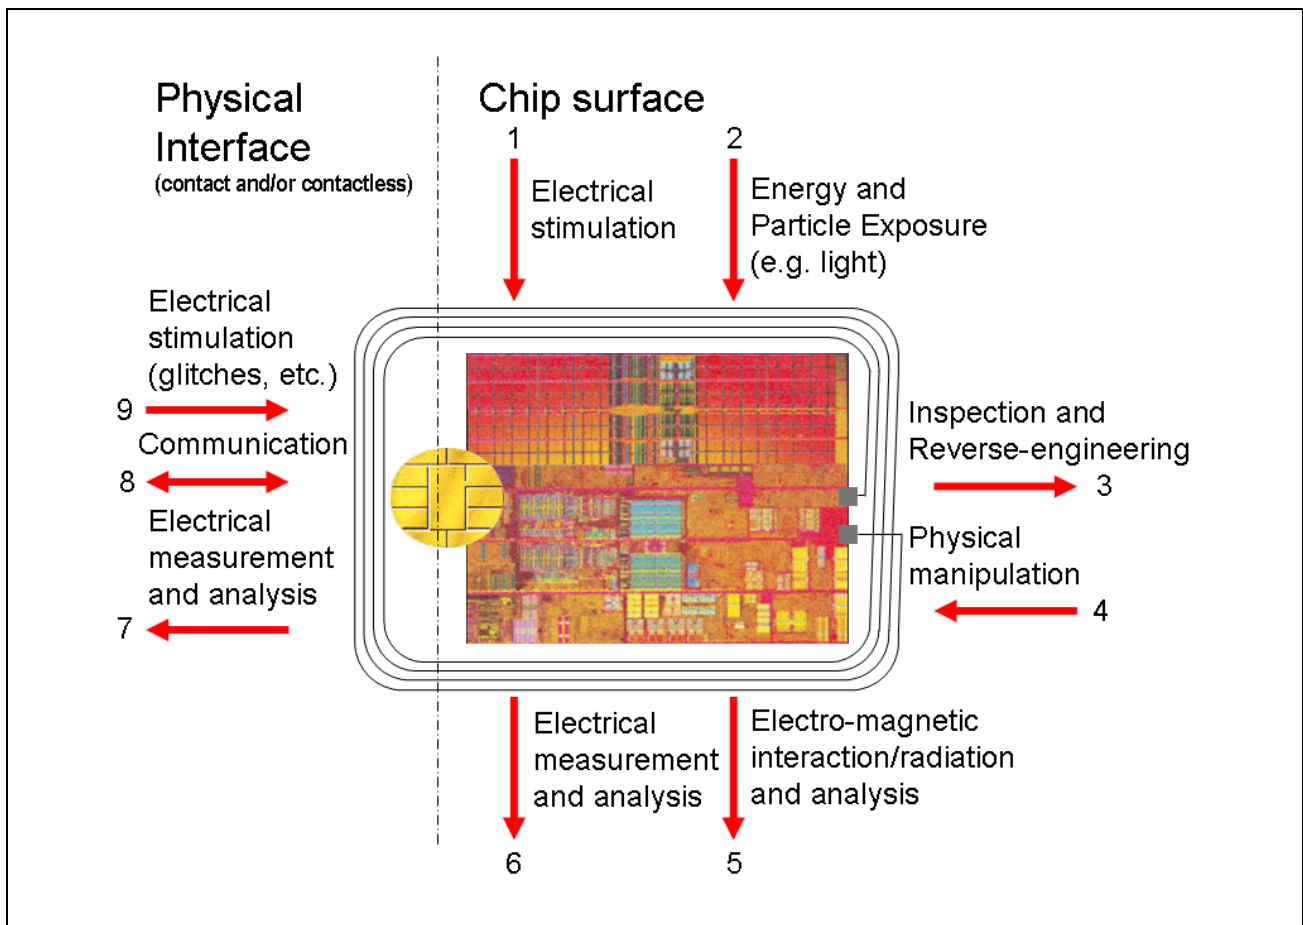 Physical
Interface
(contact and/or contactless)
Chip surface
1
2
Electrical
stimulation
Energy and
Particle Exposure
(e.g. light)
Electrical
stimulation
(glitches, etc.)
9
Communication
8
Electrical
measurement
and analysis
7
Inspection and
Reverse-engineering
3
Physical
manipulation
4
Electrical
measurement
and analysis
6
Electro-magnetic
interaction/radiation
and analysis
5